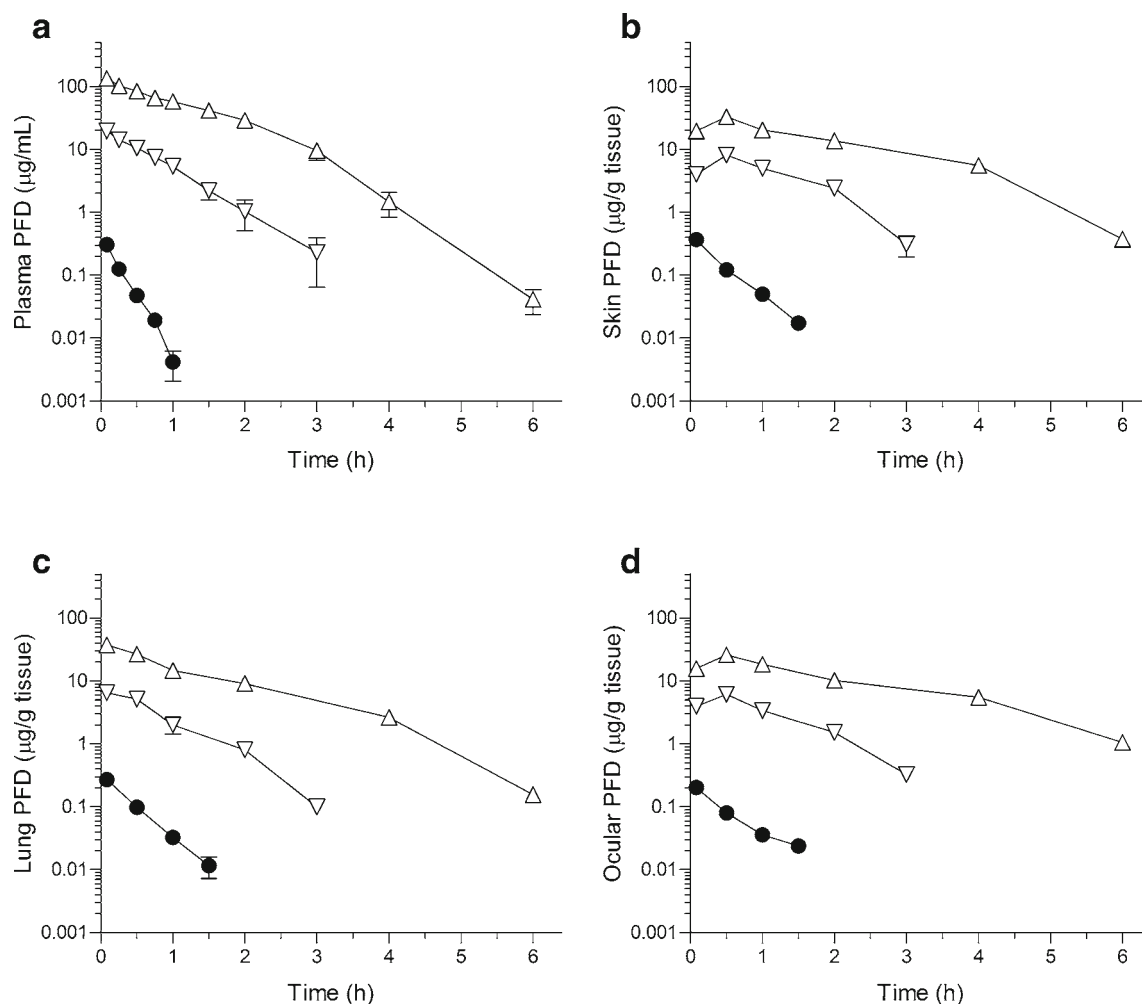 a
100
10
1
0.1
0.01
0.001
Plasma PFD (μg/mL)
0 1 2 3 4 5 6
Time (h)
b
100
10
1
0.1
0.01
0.001
Skin PFD (μg/g tissue)
0 1 2 3 4 5 6
Time (h)
c
100
10
1
0.1
0.01
0.001
Lung PFD (μg/g tissue)
0 1 2 3 4 5 6
Time (h)
d
100
10
1
0.1
0.01
0.001
Ocular PFD (μg/g tissue)
0 1 2 3 4 5 6
Time (h)